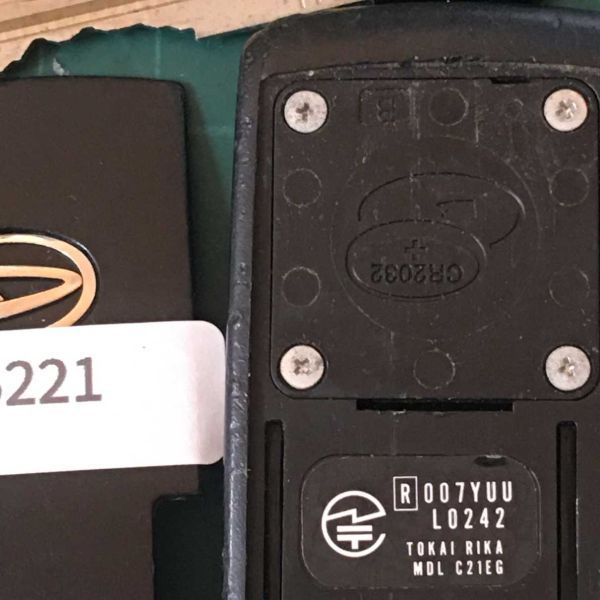 B
+
CR2032
221
R 007YUU
L0242
TOKAI RIKA
MDL C21EG